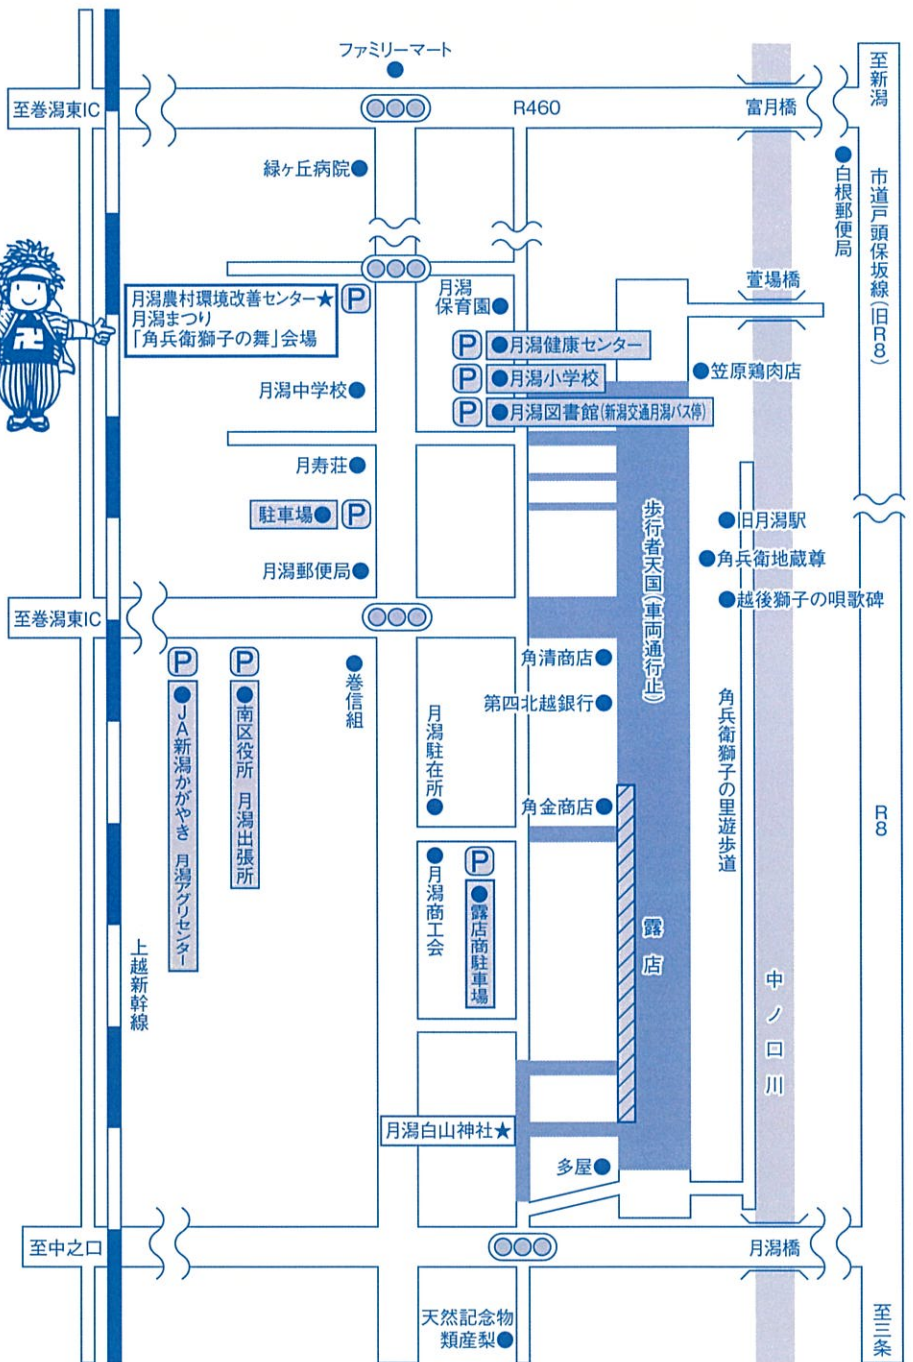 ファミリーマート
至巻潟東IC
R460
富月橋
至新潟
緑ヶ丘病院
白根郵便局
市道戸頭保坂線(旧R8)
月潟農村環境改善センター★
月潟まつり
「角兵衛獅子の舞」会場
P
月潟
保育園
萱場橋
P 月潟健康センター
P 月潟小学校
P 月潟図書館(新潟交通月潟バス停)
笠原鶏肉店
月潟中学校
月寿荘
駐車場 P
月潟郵便局
歩行者天国(車両通行止)
旧月潟駅
角兵衛地蔵尊
越後獅子の唄歌碑
至巻潟東IC
P
JA新潟かがやき 月潟アグリセンター
P
南区役所 月潟出張所
巻信組
月潟駐在所
角清商店
第四北越銀行
角金商店
角兵衛獅子の里遊歩道
R8
月潟商工会
P
露店商駐車場
露店
中ノ口川
上越新幹線
月潟白山神社★
多屋
至中之口
月潟橋
天然記念物
類産梨
至三条